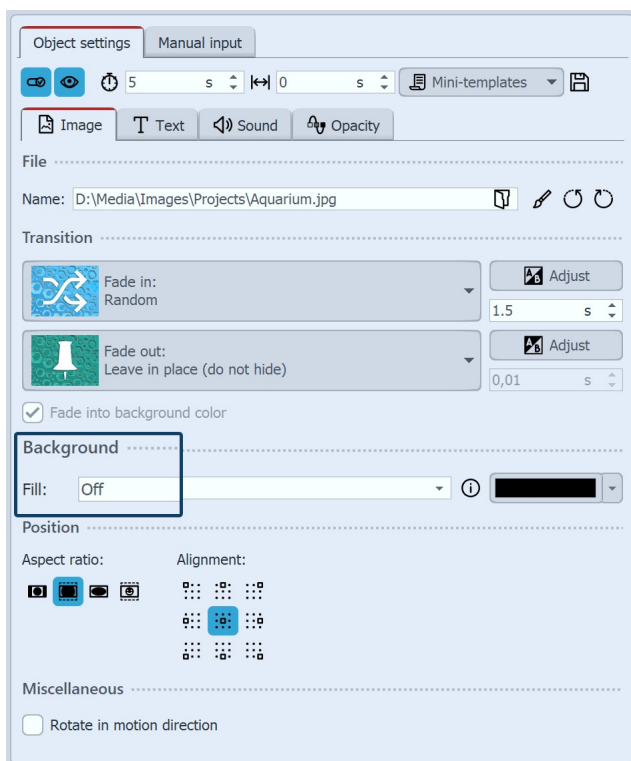 Object settings Manual input
5 s 0 s Mini-templates
Image T Text Sound Opacity
File
Name: D:\Media\Images\Projects\Aquarium.jpg
Transition
Fade in:
Random
Adjust
1.5 s
Fade out:
Leave in place (do not hide)
Adjust
0,01 s
Fade into background color
Background
Fill: Off
Position
Aspect ratio: Alignment:
Miscellaneous
Rotate in motion direction